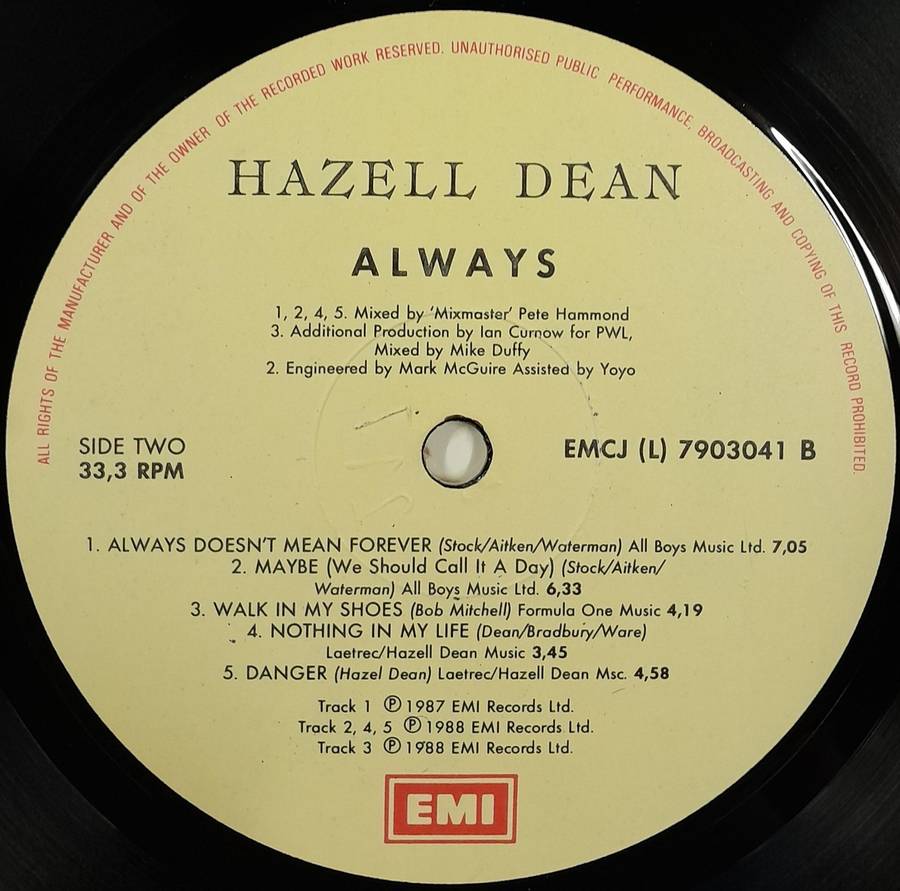 ALL RIGHTS OF THE MANUFACTURER AND OF THE OWNER OF THE RECORDED WORK RESERVED. UNAUTHORISED PUBLIC PERFORMANCE, BROADCASTING AND COPYING OF THIS RECORD PROHIBITED.
HAZELL DEAN
ALWAYS
1, 2, 4, 5. Mixed by 'Mixmaster' Pete Hammond
3. Additional Production by Ian Curnow for PWL,
Mixed by Mike Duffy
2. Engineered by Mark McGuire Assisted by Yoyo
SIDE TWO
33,3 RPM
EMCJ (L) 7903041 B
1. ALWAYS DOESN'T MEAN FOREVER (Stock/Aitken/Waterman) All Boys Music Ltd. 7,05
2. MAYBE (We Should Call It A Day) (Stock/Aitken/
Waterman) All Boys Music Ltd. 6,33
3. WALK IN MY SHOES (Bob Mitchell) Formula One Music 4,19
4. NOTHING IN MY LIFE (Dean/Bradbury/Ware)
Laetrec/Hazell Dean Music 3,45
5. DANGER (Hazel Dean) Laetrec/Hazell Dean Msc. 4,58
Track 1 ℗ 1987 EMI Records Ltd.
Track 2, 4, 5 ℗ 1988 EMI Records Ltd.
Track 3 ℗ 1988 EMI Records Ltd.
EMI